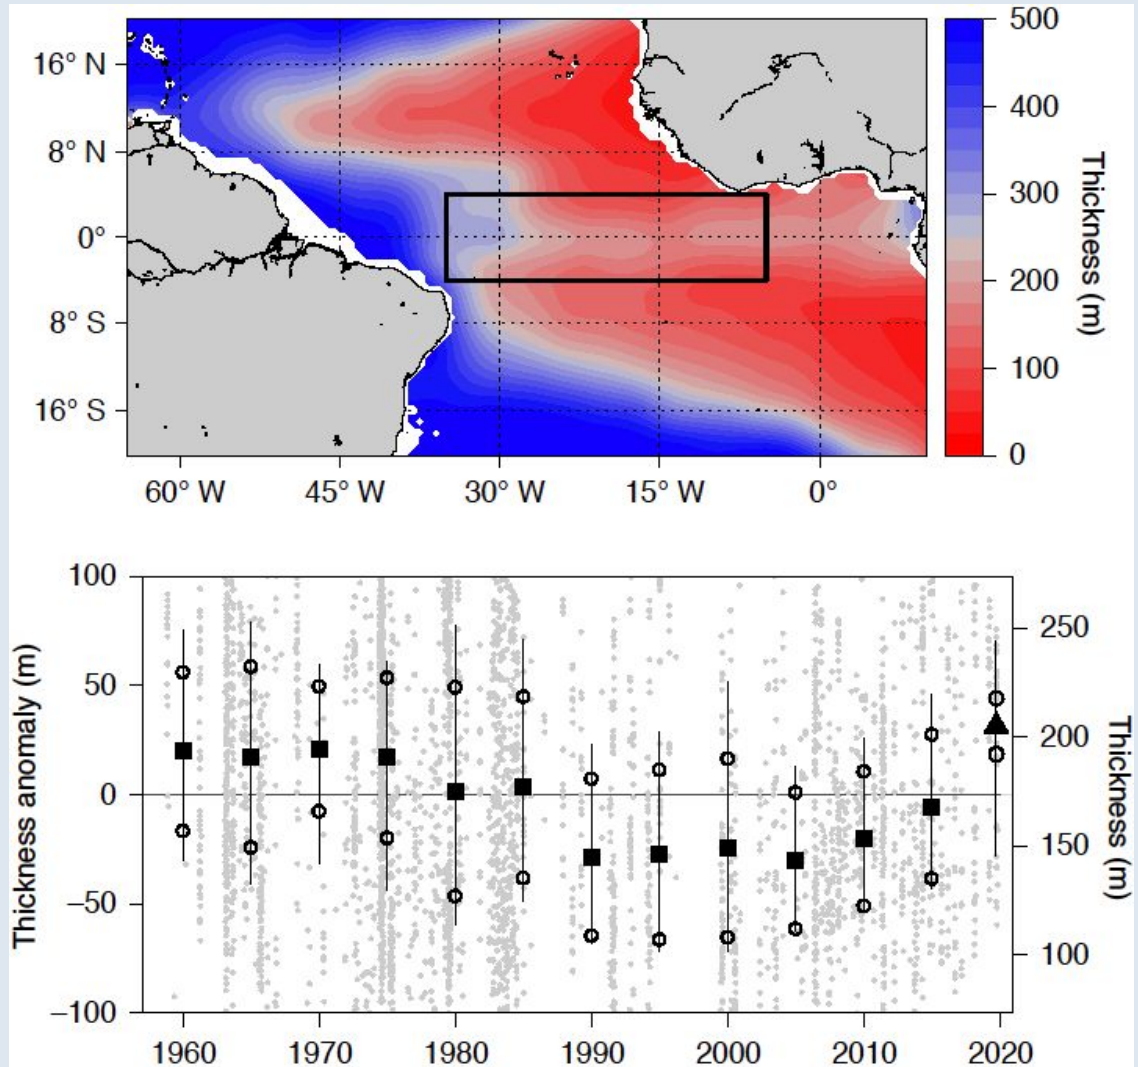 500
16° N
400
8° N
300
0°
200
8° S
100
16° S
0
Thickness (m)
60° W 45° W 30° W 15° W 0°
100
250
50
200
0
150
−50
100
−100
Thickness anomaly (m)
Thickness (m)
1960 1970 1980 1990 2000 2010 2020